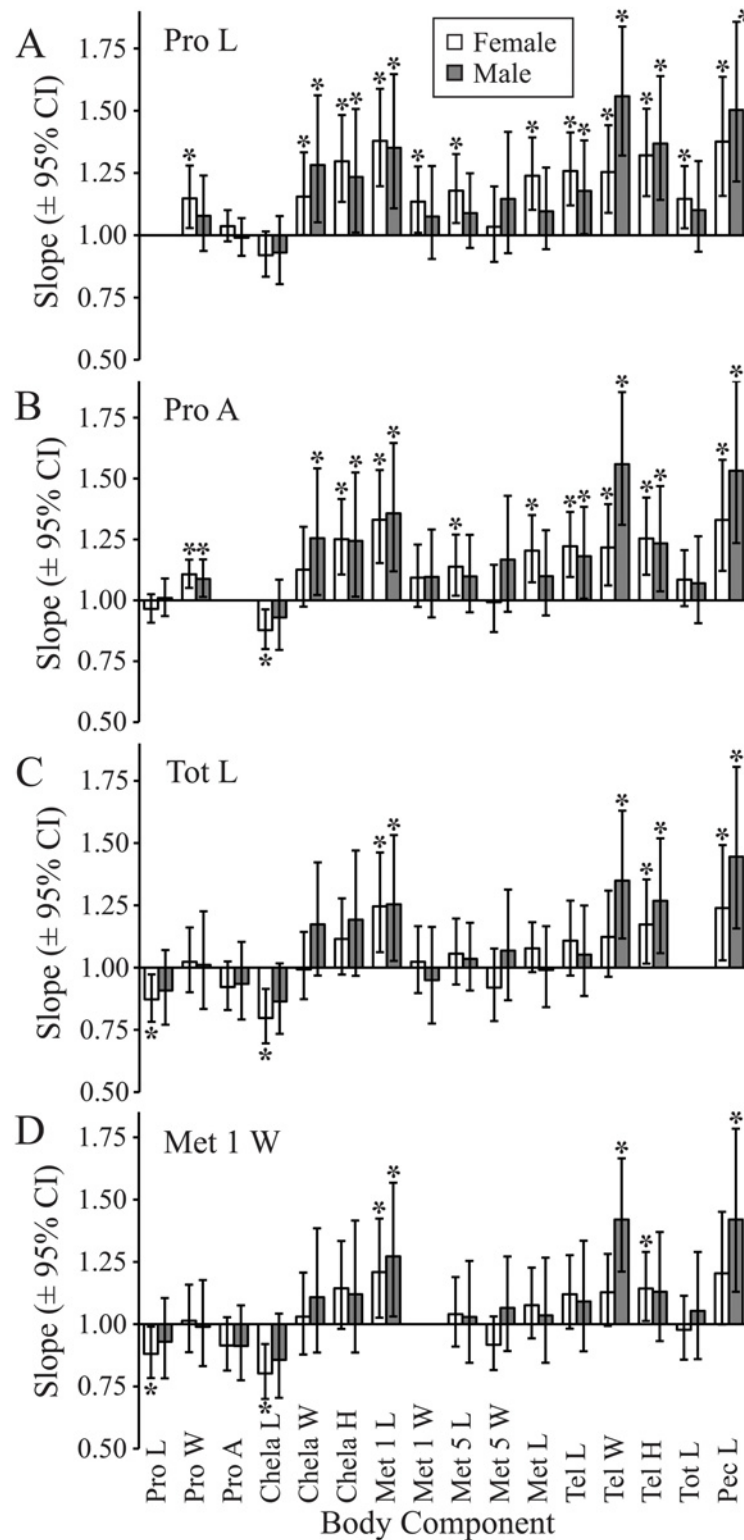 A
Pro L
Female
Male
Slope (± 95% CI)
1.75
1.50
1.25
1.00
0.75
0.50
* * * * * * * * * * * * * * * * * * * *
B
Pro A
Slope (± 95% CI)
1.75
1.50
1.25
1.00
0.75
0.50
* * * * * * * * * * * * * * * * * *
*
C
Tot L
Slope (± 95% CI)
1.75
1.50
1.25
1.00
0.75
0.50
* * * * * * *
* *
D
Met 1 W
Slope (± 95% CI)
1.75
1.50
1.25
1.00
0.75
0.50
* * * * *
* *
Pro L
Pro W
Pro A
Chela L
Chela W
Chela H
Met 1 L
Met 1 W
Met 5 L
Met 5 W
Met L
Tel L
Tel W
Tel H
Tot L
Pec L
Body Component